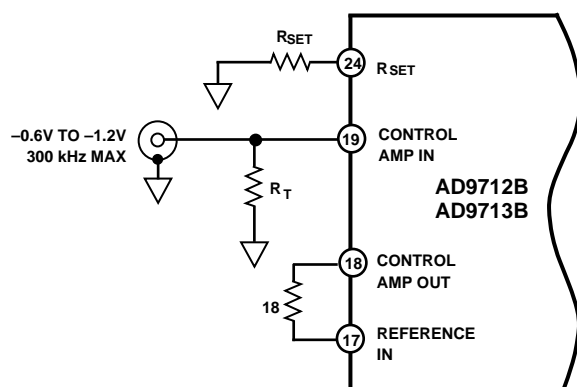 RSET
24
RSET
–0.6V TO –1.2V
300 kHz MAX
19
CONTROL
AMP IN
RT
AD9712B
AD9713B
18
CONTROL
AMP OUT
18
17
REFERENCE
IN